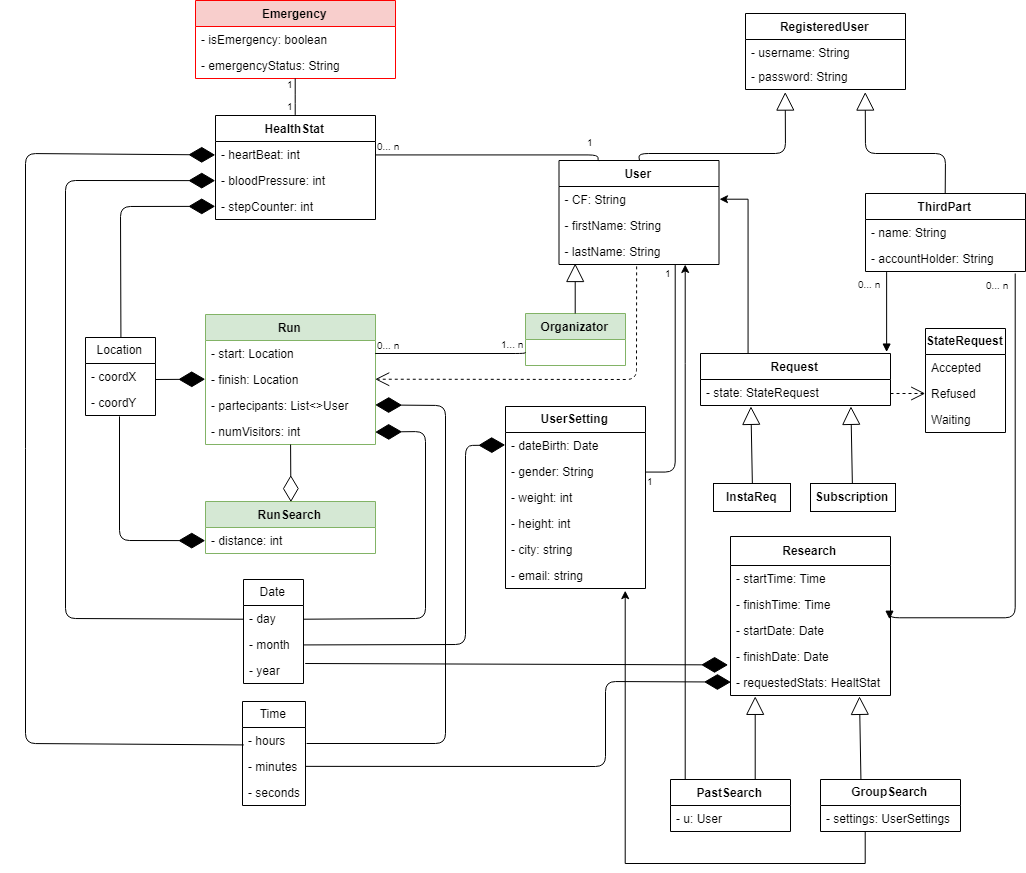 Emergency
- isEmergency: boolean
- emergencyStatus: String
1
1
HealthStat
- heartBeat: int
- bloodPressure: int
- stepCounter: int
0... n
1
RegisteredUser
- username: String
- password: String
User
- CF: String
- firstName: String
- lastName: String
1
ThirdPart
- name: String
- accountHolder: String
0... n
0... n
Organizator
1... n
0... n
Run
- start: Location
- finish: Location
- partecipants: List<>User
- numVisitors: int
Location
- coordX
- coordY
Request
- state: StateRequest
StateRequest
Accepted
Refused
Waiting
UserSetting
- dateBirth: Date
- gender: String
- weight: int
- height: int
- city: string
- email: string
1
InstaReq
Subscription
RunSearch
- distance: int
Research
- startTime: Time
- finishTime: Time
- startDate: Date
- finishDate: Date
- requestedStats: HealtStat
Date
- day
- month
- year
Time
- hours
- minutes
- seconds
PastSearch
- u: User
GroupSearch
- settings: UserSettings